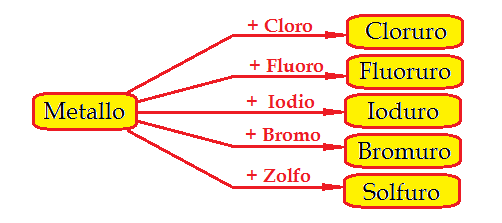 + Cloro
Cloruro
+ Fluoro
Fluoruro
Metallo
+ Iodio
Ioduro
+ Bromo
Bromuro
+ Zolfo
Solfuro